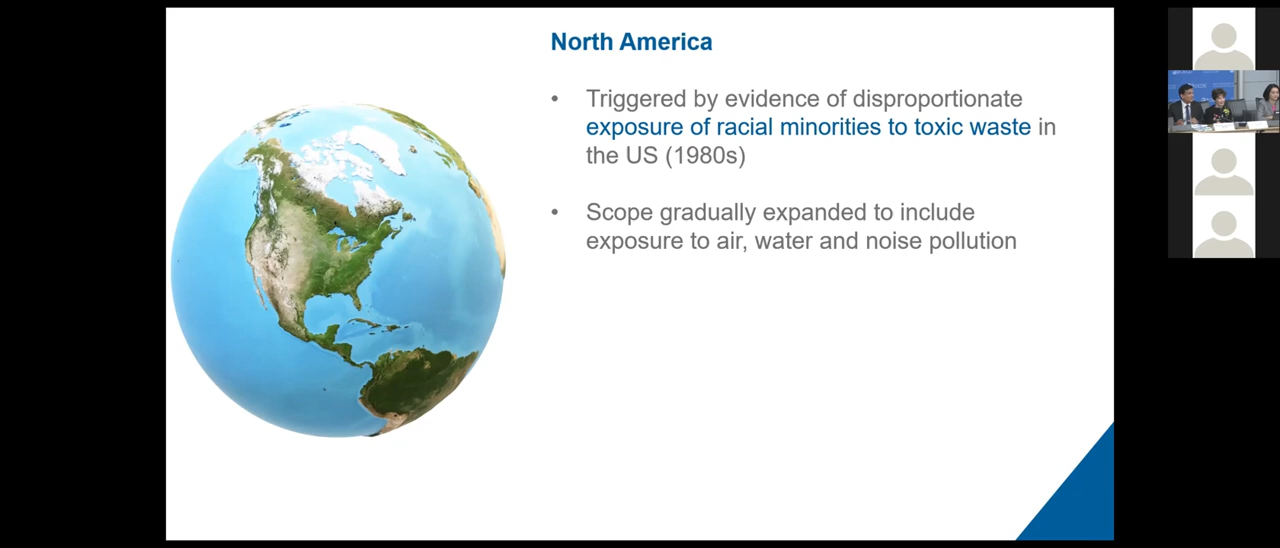 North America
• Triggered by evidence of disproportionate
exposure of racial minorities to toxic waste in
the US (1980s)
• Scope gradually expanded to include
exposure to air, water and noise pollution